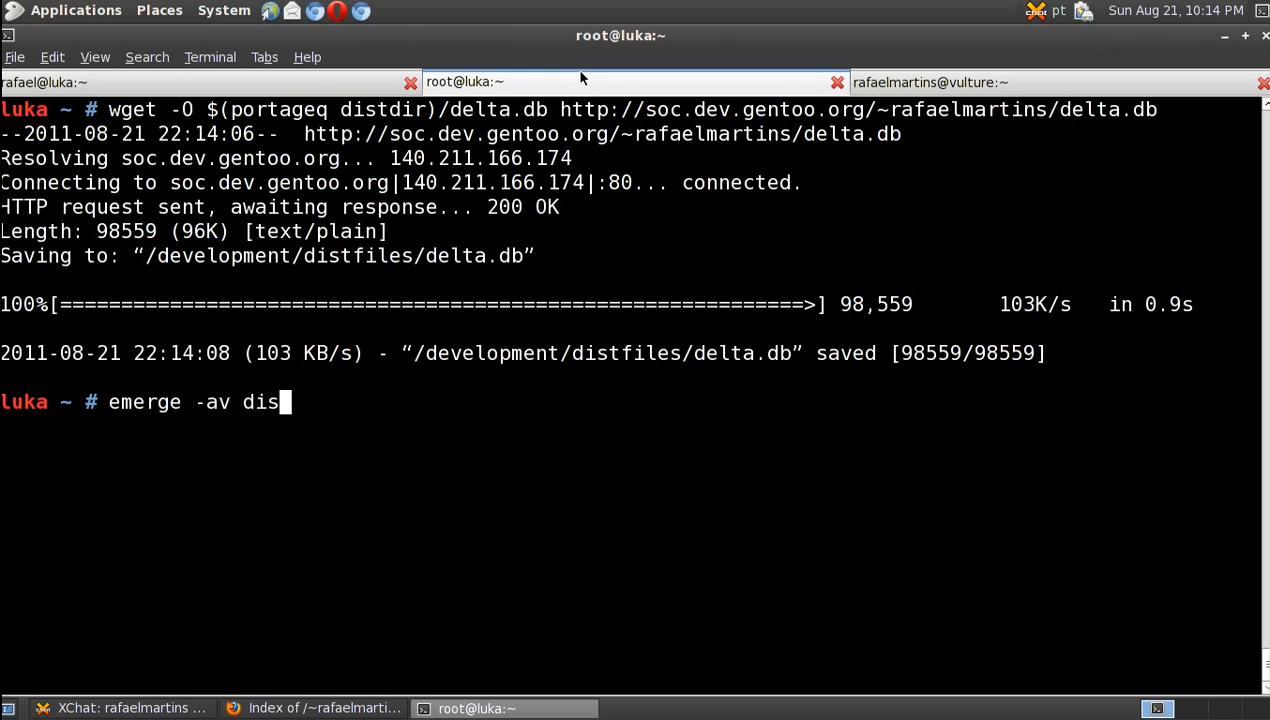 Applications Places System pt Sun Aug 21, 10:14 PM
root@luka:~
File Edit View Search Terminal Tabs Help
rafael@luka:~ root@luka:~ rafaelmartins@vulture:~
luka ~ # wget -O $(portageq distdir)/delta.db http://soc.dev.gentoo.org/~rafaelmartins/delta.db
--2011-08-21 22:14:06-- http://soc.dev.gentoo.org/~rafaelmartins/delta.db
Resolving soc.dev.gentoo.org... 140.211.166.174
Connecting to soc.dev.gentoo.org|140.211.166.174|:80... connected.
HTTP request sent, awaiting response... 200 OK
Length: 98559 (96K) [text/plain]
Saving to: “/development/distfiles/delta.db”
100%[=============================================================>] 98,559 103K/s in 0.9s
2011-08-21 22:14:08 (103 KB/s) - “/development/distfiles/delta.db” saved [98559/98559]
luka ~ # emerge -av dis
XChat: rafaelmartins ... Index of /~rafaelmarti... root@luka:~